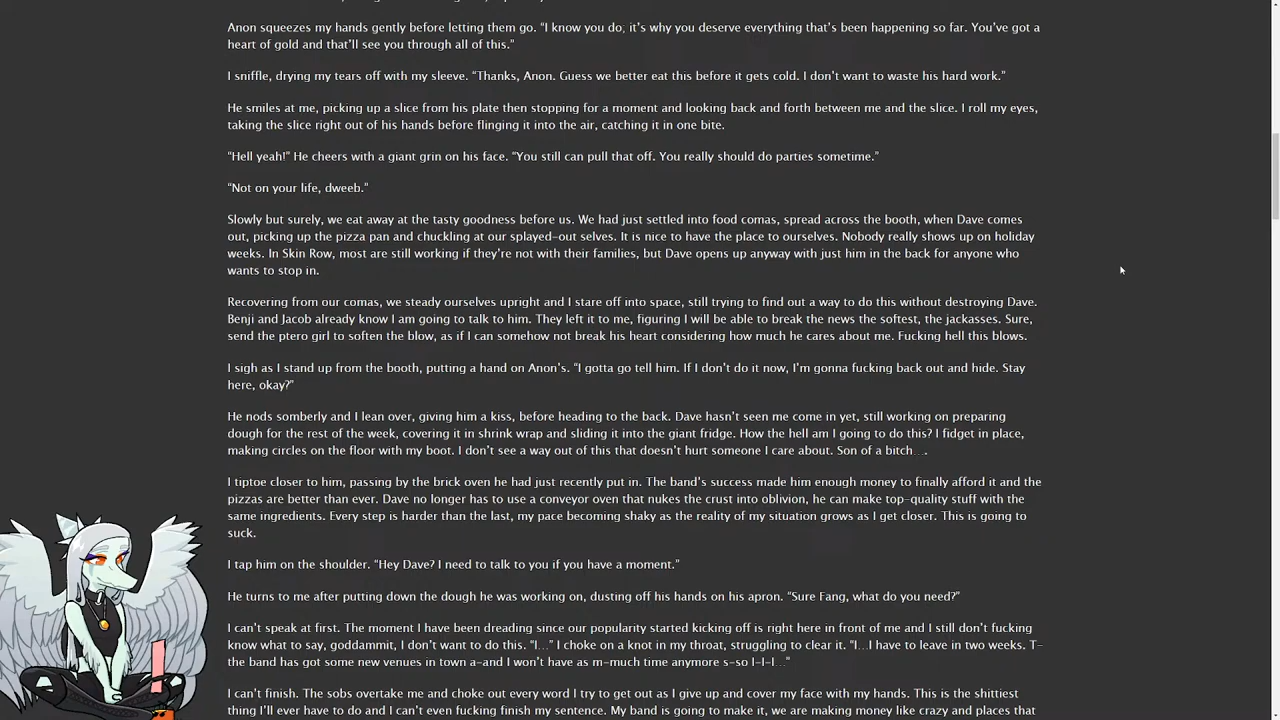 Anon squeezes my hands gently before letting them go. “I know you do, it’s why you deserve everything that’s been happening so far. You’ve got a
heart of gold and that’ll see you through all of this.”
I sniffle, drying my tears off with my sleeve. “Thanks, Anon. Guess we better eat this before it gets cold. I don’t want to waste his hard work.”
He smiles at me, picking up a slice from his plate then stopping for a moment and looking back and forth between me and the slice. I roll my eyes,
taking the slice right out of his hands before flinging it into the air, catching it in one bite.
“Hell yeah!” He cheers with a giant grin on his face. “You still can pull that off. You really should do parties sometime.”
“Not on your life, dweeb.”
Slowly but surely, we eat away at the tasty goodness before us. We had just settled into food comas, spread across the booth, when Dave comes
out, picking up the pizza pan and chuckling at our splayed-out selves. It is nice to have the place to ourselves. Nobody really shows up on holiday
weeks. In Skin Row, most are still working if they’re not with their families, but Dave opens up anyway with just him in the back for anyone who
wants to stop in.
Recovering from our comas, we steady ourselves upright and I stare off into space, still trying to find out a way to do this without destroying Dave.
Benji and Jacob already know I am going to talk to him. They left it to me, figuring I will be able to break the news the softest, the jackasses. Sure,
send the ptero girl to soften the blow, as if I can somehow not break his heart considering how much he cares about me. Fucking hell this blows.
I sigh as I stand up from the booth, putting a hand on Anon’s. “I gotta go tell him. If I don’t do it now, I’m gonna fucking back out and hide. Stay
here, okay?”
He nods somberly and I lean over, giving him a kiss, before heading to the back. Dave hasn’t seen me come in yet, still working on preparing
dough for the rest of the week, covering it in shrink wrap and sliding it into the giant fridge. How the hell am I going to do this? I fidget in place,
making circles on the floor with my boot. I don’t see a way out of this that doesn’t hurt someone I care about. Son of a bitch….
I tiptoe closer to him, passing by the brick oven he had just recently put in. The band’s success made him enough money to finally afford it and the
pizzas are better than ever. Dave no longer has to use a conveyor oven that nukes the crust into oblivion, he can make top-quality stuff with the
same ingredients. Every step is harder than the last, my pace becoming shaky as the reality of my situation grows as I get closer. This is going to
suck.
I tap him on the shoulder. “Hey Dave? I need to talk to you if you have a moment.”
He turns to me after putting down the dough he was working on, dusting off his hands on his apron. “Sure Fang, what do you need?”
I can’t speak at first. The moment I have been dreading since our popularity started kicking off is right here in front of me and I still don’t fucking
know what to say, goddammit, I don’t want to do this. “I…” I choke on a knot in my throat, struggling to clear it. “I…I have to leave in two weeks. T-
the band has got some new venues in town a-and I won’t have as m-much time anymore s-so I-I-I…”
I can’t finish. The sobs overtake me and choke out every word I try to get out as I give up and cover my face with my hands. This is the shittiest
thing I’ll ever have to do and I can’t even fucking finish my sentence. My band is going to make it, we are making money like crazy and places that